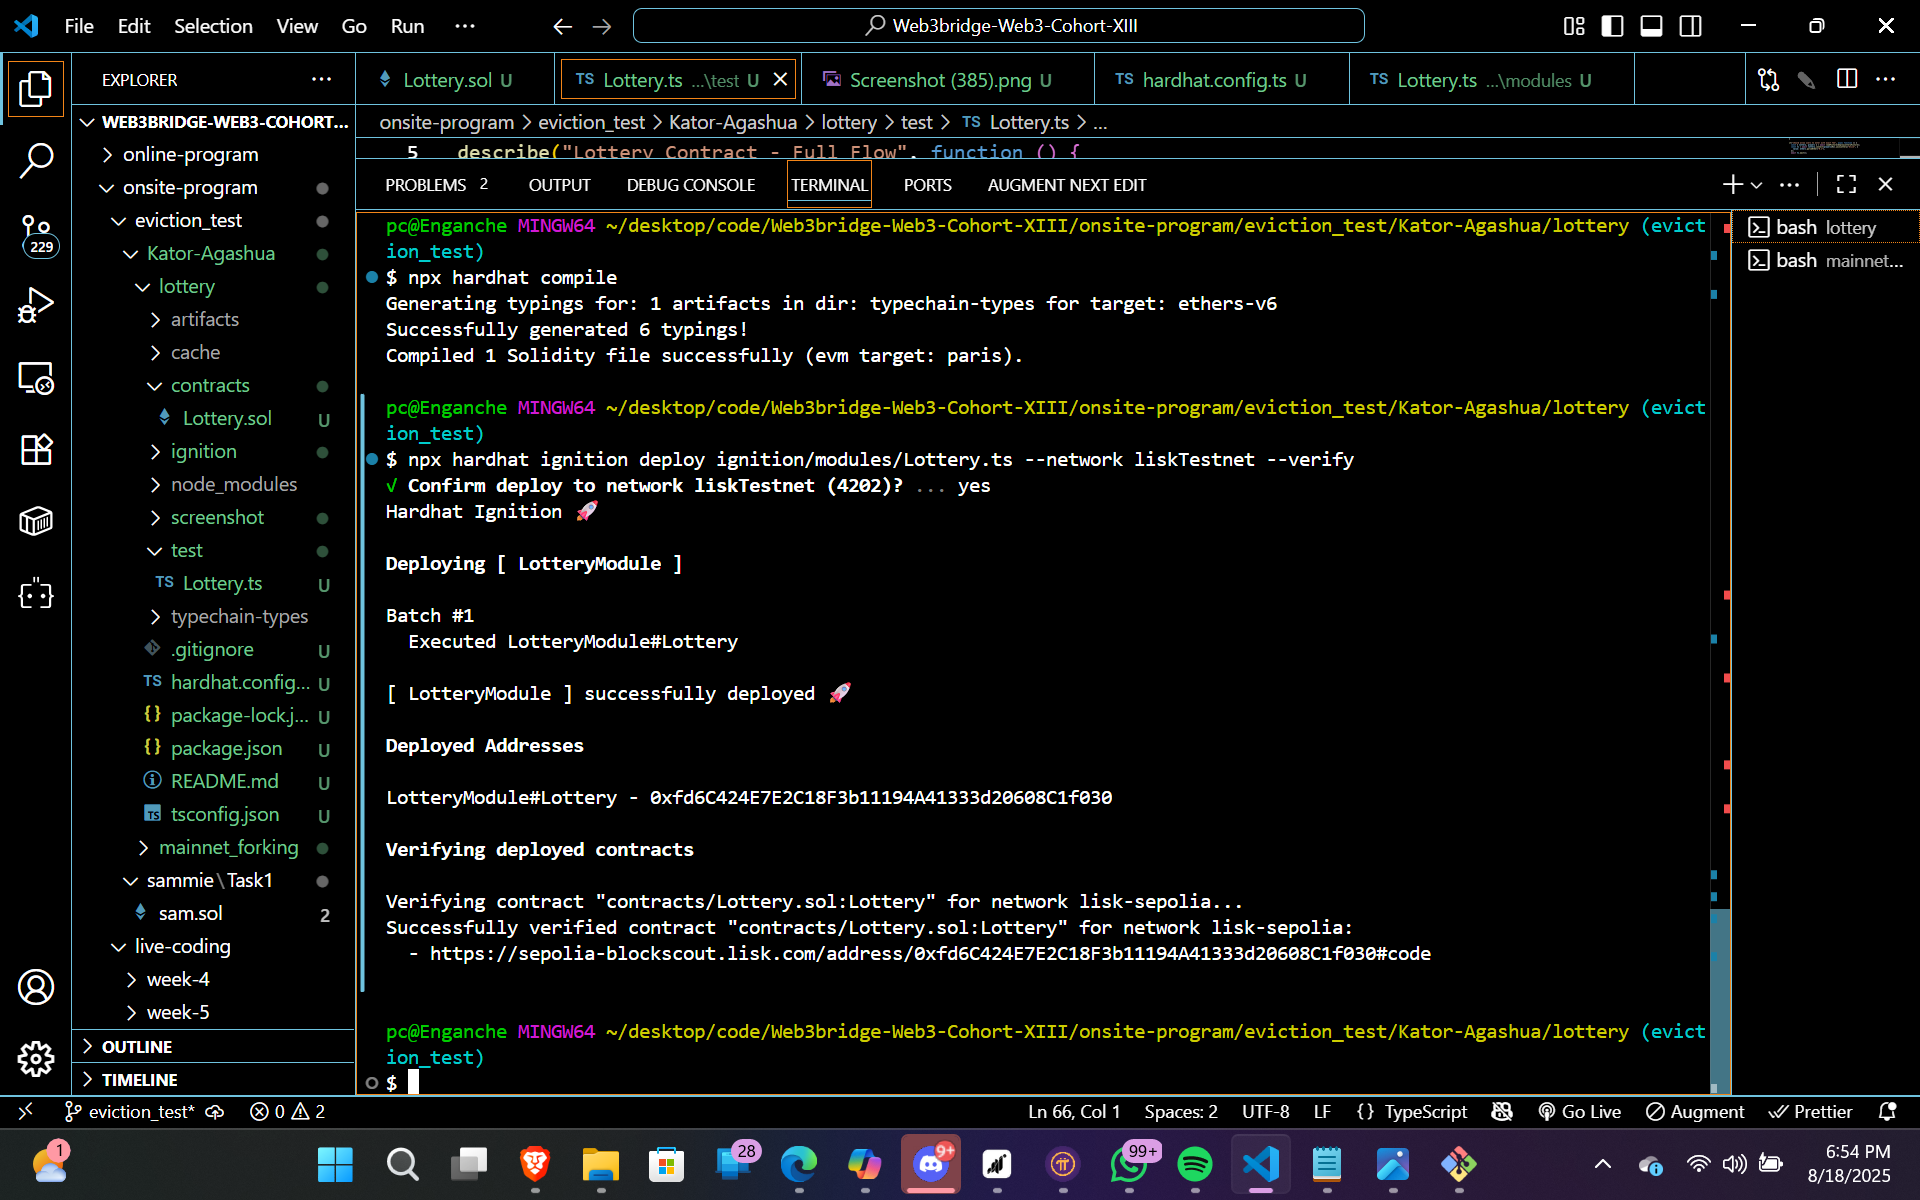 File Edit Selection View Go Run ···
Web3bridge-Web3-Cohort-XIII
EXPLORER ···
WEB3BRIDGE-WEB3-COHORT...
online-program
onsite-program
eviction_test
Kator-Agashua
lottery
artifacts
cache
contracts
Lottery.sol U
ignition
node_modules
screenshot
test
TS Lottery.ts U
typechain-types
.gitignore U
TS hardhat.config... U
{} package-lock.j... U
{} package.json U
README.md U
TS tsconfig.json U
mainnet_forking
sammie\Task1
sam.sol 2
live-coding
week-4
week-5
OUTLINE
TIMELINE
229
Lottery.sol U
TS Lottery.ts ...\test U
Screenshot (385).png U
TS hardhat.config.ts U
TS Lottery.ts ...\modules U
onsite-program > eviction_test > Kator-Agashua > lottery > test > TS Lottery.ts > ...
5 describe("Lottery Contract - Full Flow", function () {
PROBLEMS 2 OUTPUT DEBUG CONSOLE TERMINAL PORTS AUGMENT NEXT EDIT
pc@Enganche MINGW64 ~/desktop/code/Web3bridge-Web3-Cohort-XIII/onsite-program/eviction_test/Kator-Agashua/lottery (evict
ion_test)
$ npx hardhat compile
Generating typings for: 1 artifacts in dir: typechain-types for target: ethers-v6
Successfully generated 6 typings!
Compiled 1 Solidity file successfully (evm target: paris).
pc@Enganche MINGW64 ~/desktop/code/Web3bridge-Web3-Cohort-XIII/onsite-program/eviction_test/Kator-Agashua/lottery (evict
ion_test)
$ npx hardhat ignition deploy ignition/modules/Lottery.ts --network liskTestnet --verify
√ Confirm deploy to network liskTestnet (4202)? ... yes
Hardhat Ignition 🚀
Deploying [ LotteryModule ]
Batch #1
Executed LotteryModule#Lottery
[ LotteryModule ] successfully deployed 🚀
Deployed Addresses
LotteryModule#Lottery - 0xfd6C424E7E2C18F3b11194A41333d20608C1f030
Verifying deployed contracts
Verifying contract "contracts/Lottery.sol:Lottery" for network lisk-sepolia...
Successfully verified contract "contracts/Lottery.sol:Lottery" for network lisk-sepolia:
- https://sepolia-blockscout.lisk.com/address/0xfd6C424E7E2C18F3b11194A41333d20608C1f030#code
pc@Enganche MINGW64 ~/desktop/code/Web3bridge-Web3-Cohort-XIII/onsite-program/eviction_test/Kator-Agashua/lottery (evict
ion_test)
$
bash lottery
bash mainnet...
eviction_test* 0 2
Ln 66, Col 1 Spaces: 2 UTF-8 LF {} TypeScript Go Live Augment Prettier
1
28
9+
99+
6:54 PM
8/18/2025